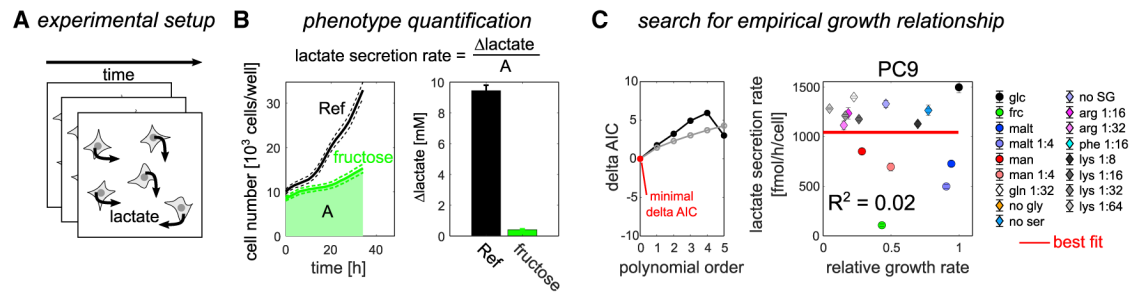 A experimental setup
time
lactate
B phenotype quantification
lactate secretion rate = Δlactate
A
cell number [10³ cells/well]
30
20
10
0
0
20
40
time [h]
Ref
fructose
A
Δlactate [mM]
10
8
6
4
2
0
Ref
fructose
C search for empirical growth relationship
delta AIC
10
5
0
-5
-10
0 1 2 3 4 5
polynomial order
minimal
delta AIC
PC9
lactate secretion rate
[fmol/h/cell]
1500
1000
500
0
0 0.5 1
relative growth rate
R² = 0.02
glc
frc
malt
malt 1:4
man
man 1:4
gln 1:32
no gly
no ser
no SG
arg 1:16
arg 1:32
phe 1:16
lys 1:8
lys 1:16
lys 1:32
lys 1:64
best fit